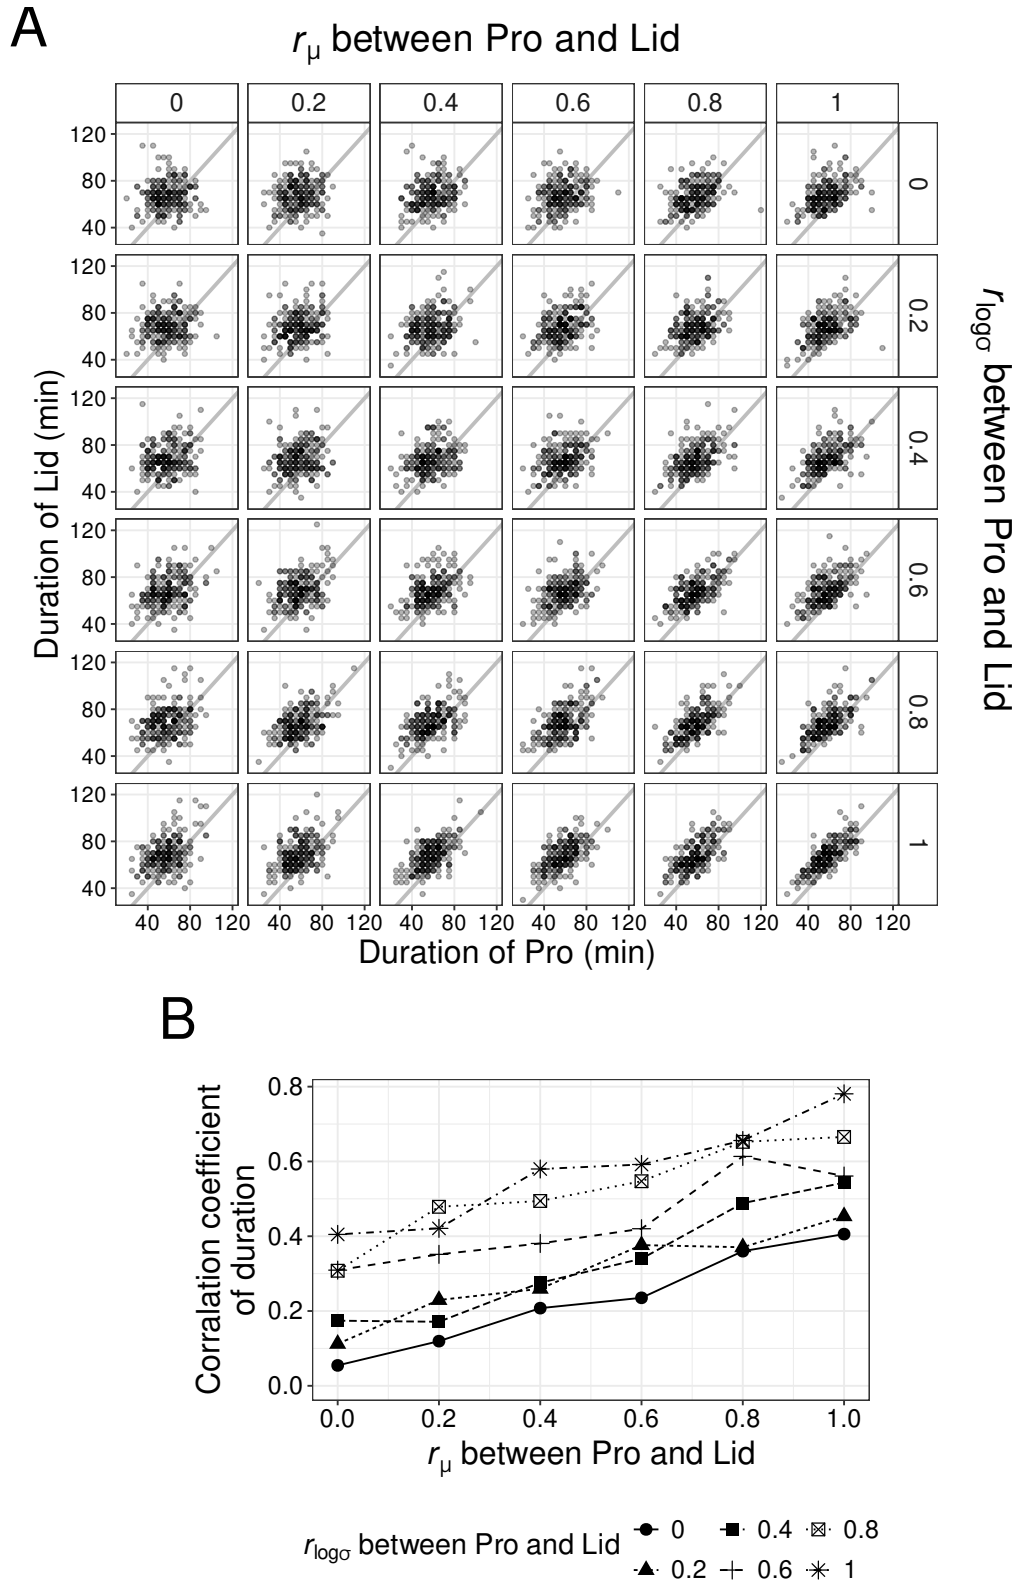 A
rμ between Pro and Lid
0 0.2 0.4 0.6 0.8 1
120
80
40
0
120
80
40
0.2
120
80
40
0.4
120
80
40
0.6
120
80
40
0.8
120
80
40
1
Duration of Lid (min)
rlogσ between Pro and Lid
40 80 120 40 80 120 40 80 120 40 80 120 40 80 120 40 80 120
Duration of Pro (min)
B
Corralation coefficient
of duration
0.8
0.6
0.4
0.2
0.0
0.0 0.2 0.4 0.6 0.8 1.0
rμ between Pro and Lid
rlogσ between Pro and Lid
0 0.4 0.8
0.2 0.6 1